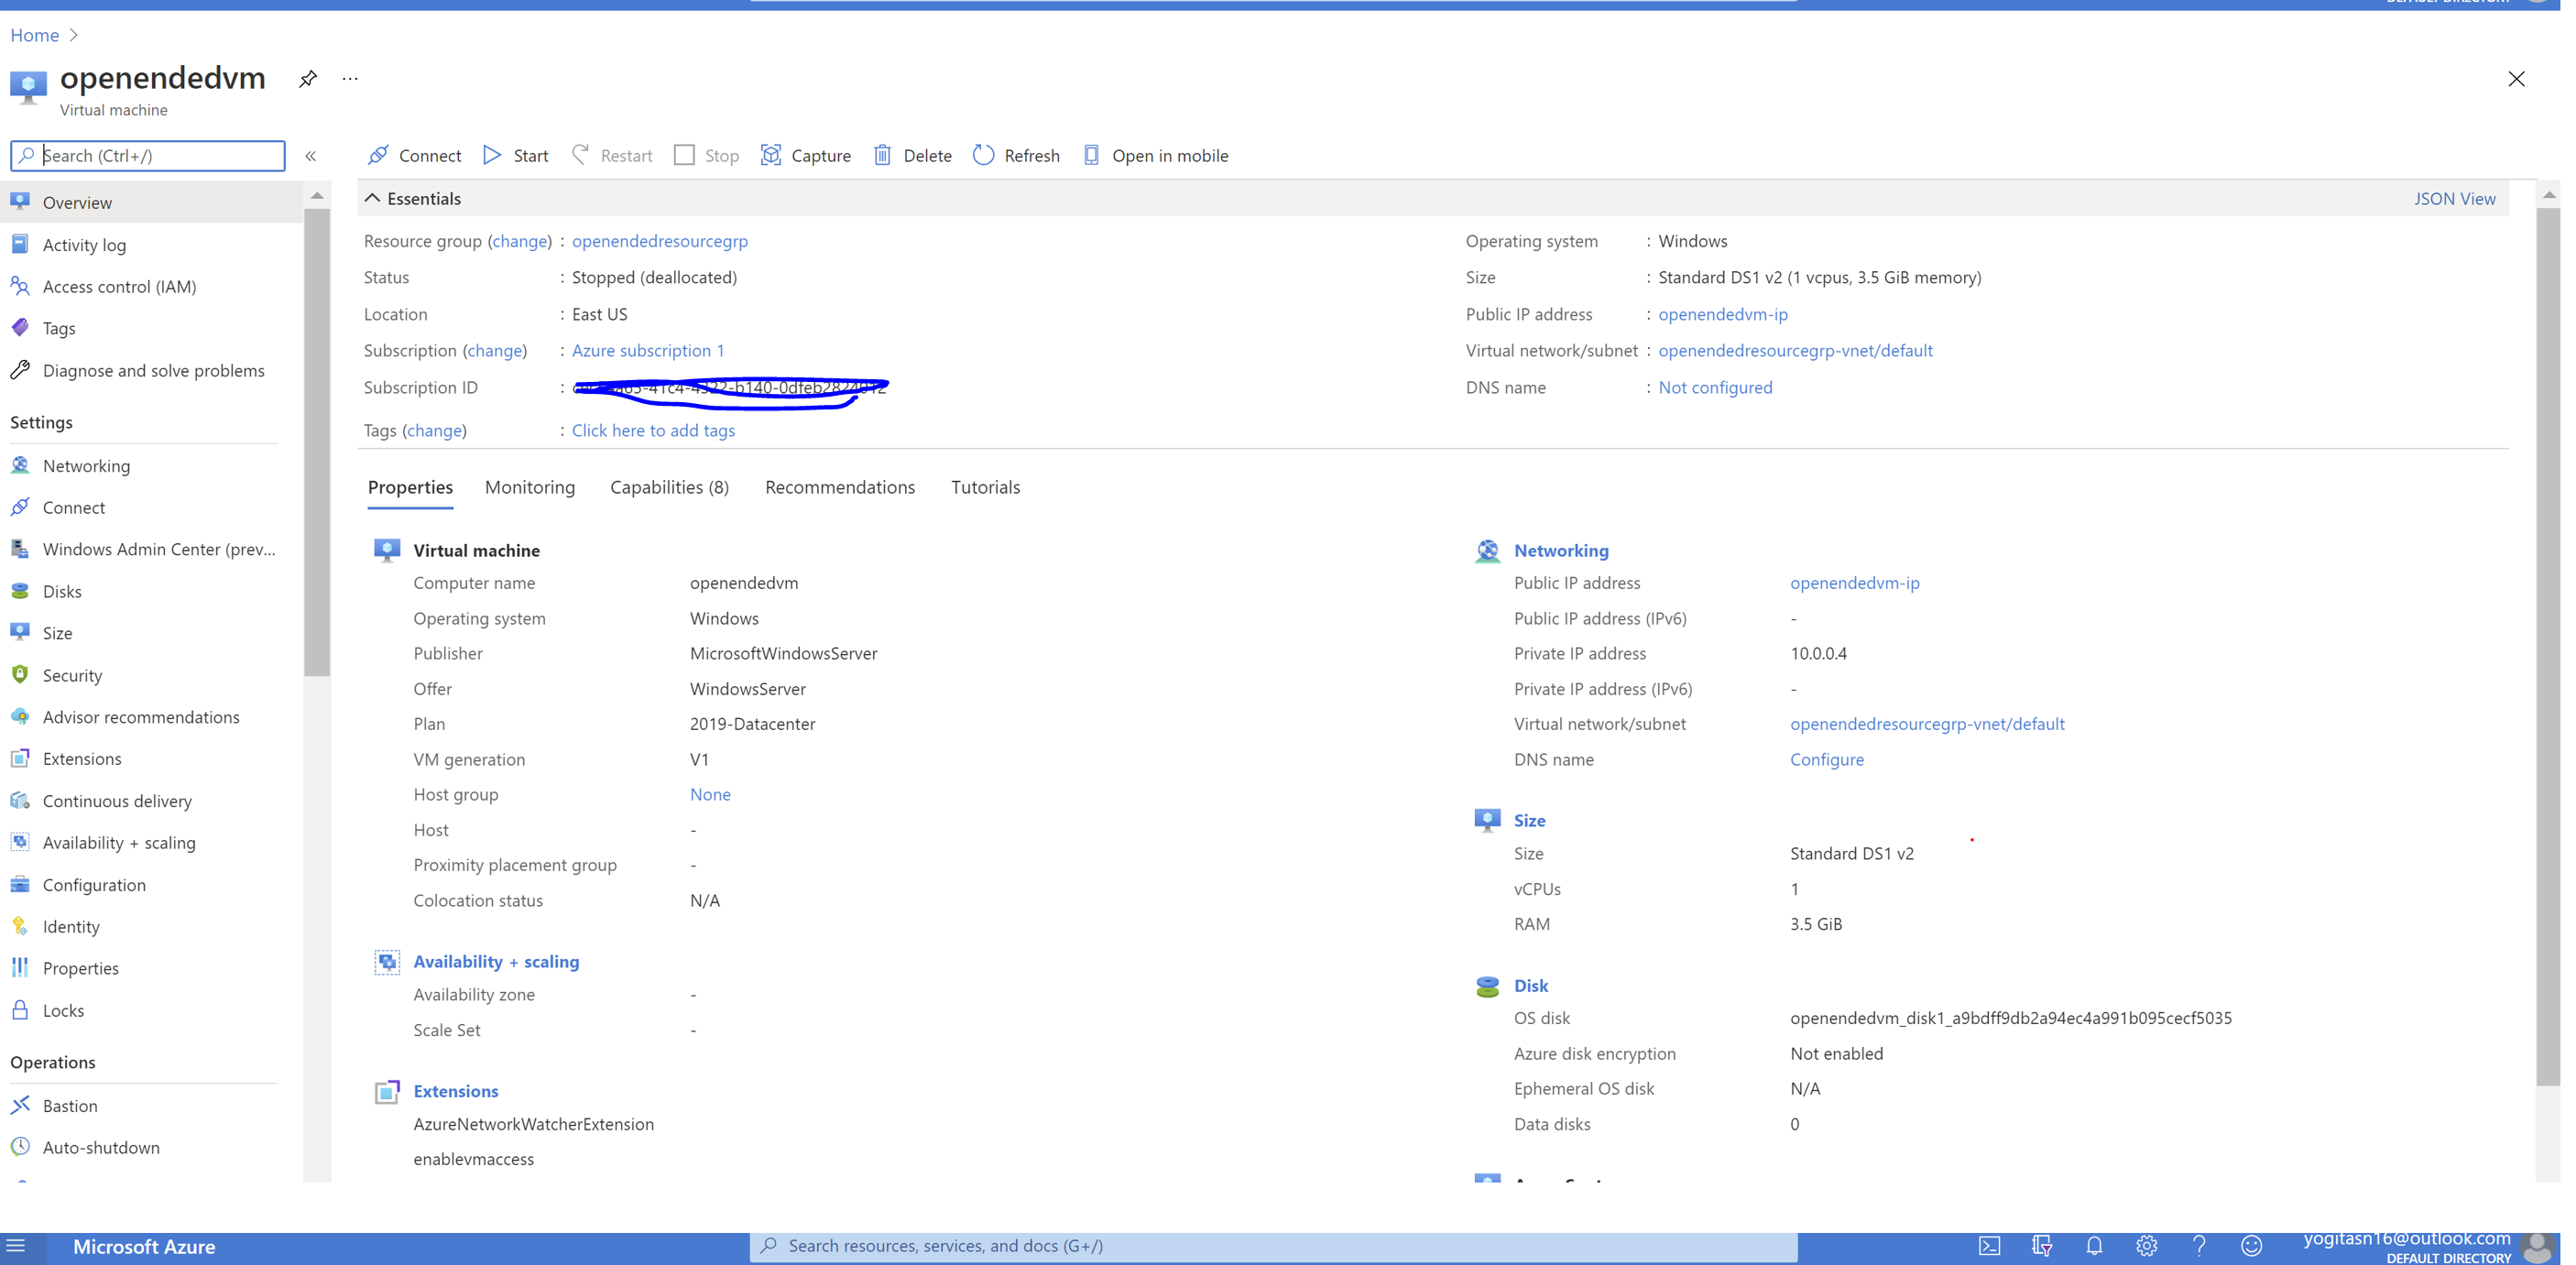 DEFAULT DIRECTORY
Home >
openendedvm
Virtual machine
Search (Ctrl+/)
«
Connect
Start
Restart
Stop
Capture
Delete
Refresh
Open in mobile
Overview
Activity log
Access control (IAM)
Tags
Diagnose and solve problems
Settings
Networking
Connect
Windows Admin Center (prev...
Disks
Size
Security
Advisor recommendations
Extensions
Continuous delivery
Availability + scaling
Configuration
Identity
Properties
Locks
Operations
Bastion
Auto-shutdown
Essentials
JSON View
Resource group (change) : openendedresourcegrp
Status : Stopped (deallocated)
Location : East US
Subscription (change) : Azure subscription 1
Subscription ID :
Tags (change) : Click here to add tags
Operating system : Windows
Size : Standard DS1 v2 (1 vcpus, 3.5 GiB memory)
Public IP address : openendedvm-ip
Virtual network/subnet : openendedresourcegrp-vnet/default
DNS name : Not configured
Properties
Monitoring
Capabilities (8)
Recommendations
Tutorials
Virtual machine
Computer name openendedvm
Operating system Windows
Publisher MicrosoftWindowsServer
Offer WindowsServer
Plan 2019-Datacenter
VM generation V1
Host group None
Host -
Proximity placement group -
Colocation status N/A
Availability + scaling
Availability zone -
Scale Set -
Extensions
AzureNetworkWatcherExtension
enablevmaccess
Networking
Public IP address openendedvm-ip
Public IP address (IPv6) -
Private IP address 10.0.0.4
Private IP address (IPv6) -
Virtual network/subnet openendedresourcegrp-vnet/default
DNS name Configure
Size
Size Standard DS1 v2
vCPUs 1
RAM 3.5 GiB
Disk
OS disk openendedvm_disk1_a9bdff9db2a94ec4a991b095cecf5035
Azure disk encryption Not enabled
Ephemeral OS disk N/A
Data disks 0
Microsoft Azure
Search resources, services, and docs (G+/)
yogitasn16@outlook.com
DEFAULT DIRECTORY